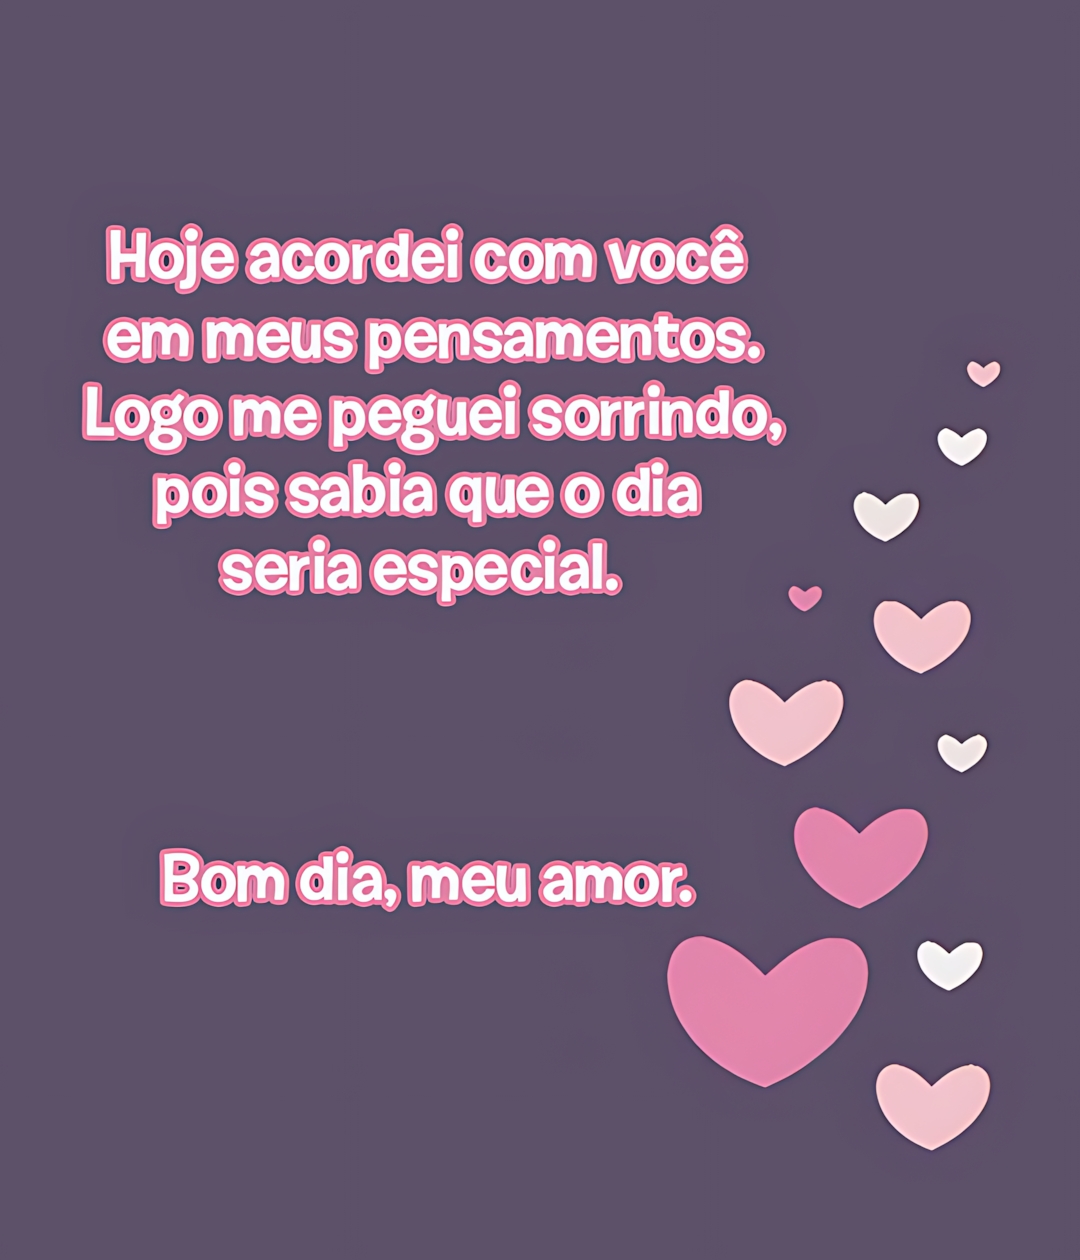 Hoje acordei com você
em meus pensamentos.
Logo me peguei sorrindo,
pois sabia que o dia
seria especial.
Bom dia, meu amor.